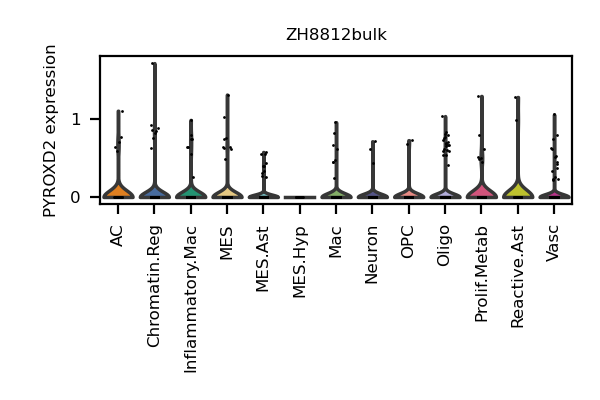 ZH8812bulk
PYROXD2 expression
1
0
AC
Chromatin.Reg
Inflammatory.Mac
MES
MES.Ast
MES.Hyp
Mac
Neuron
OPC
Oligo
Prolif.Metab
Reactive.Ast
Vasc